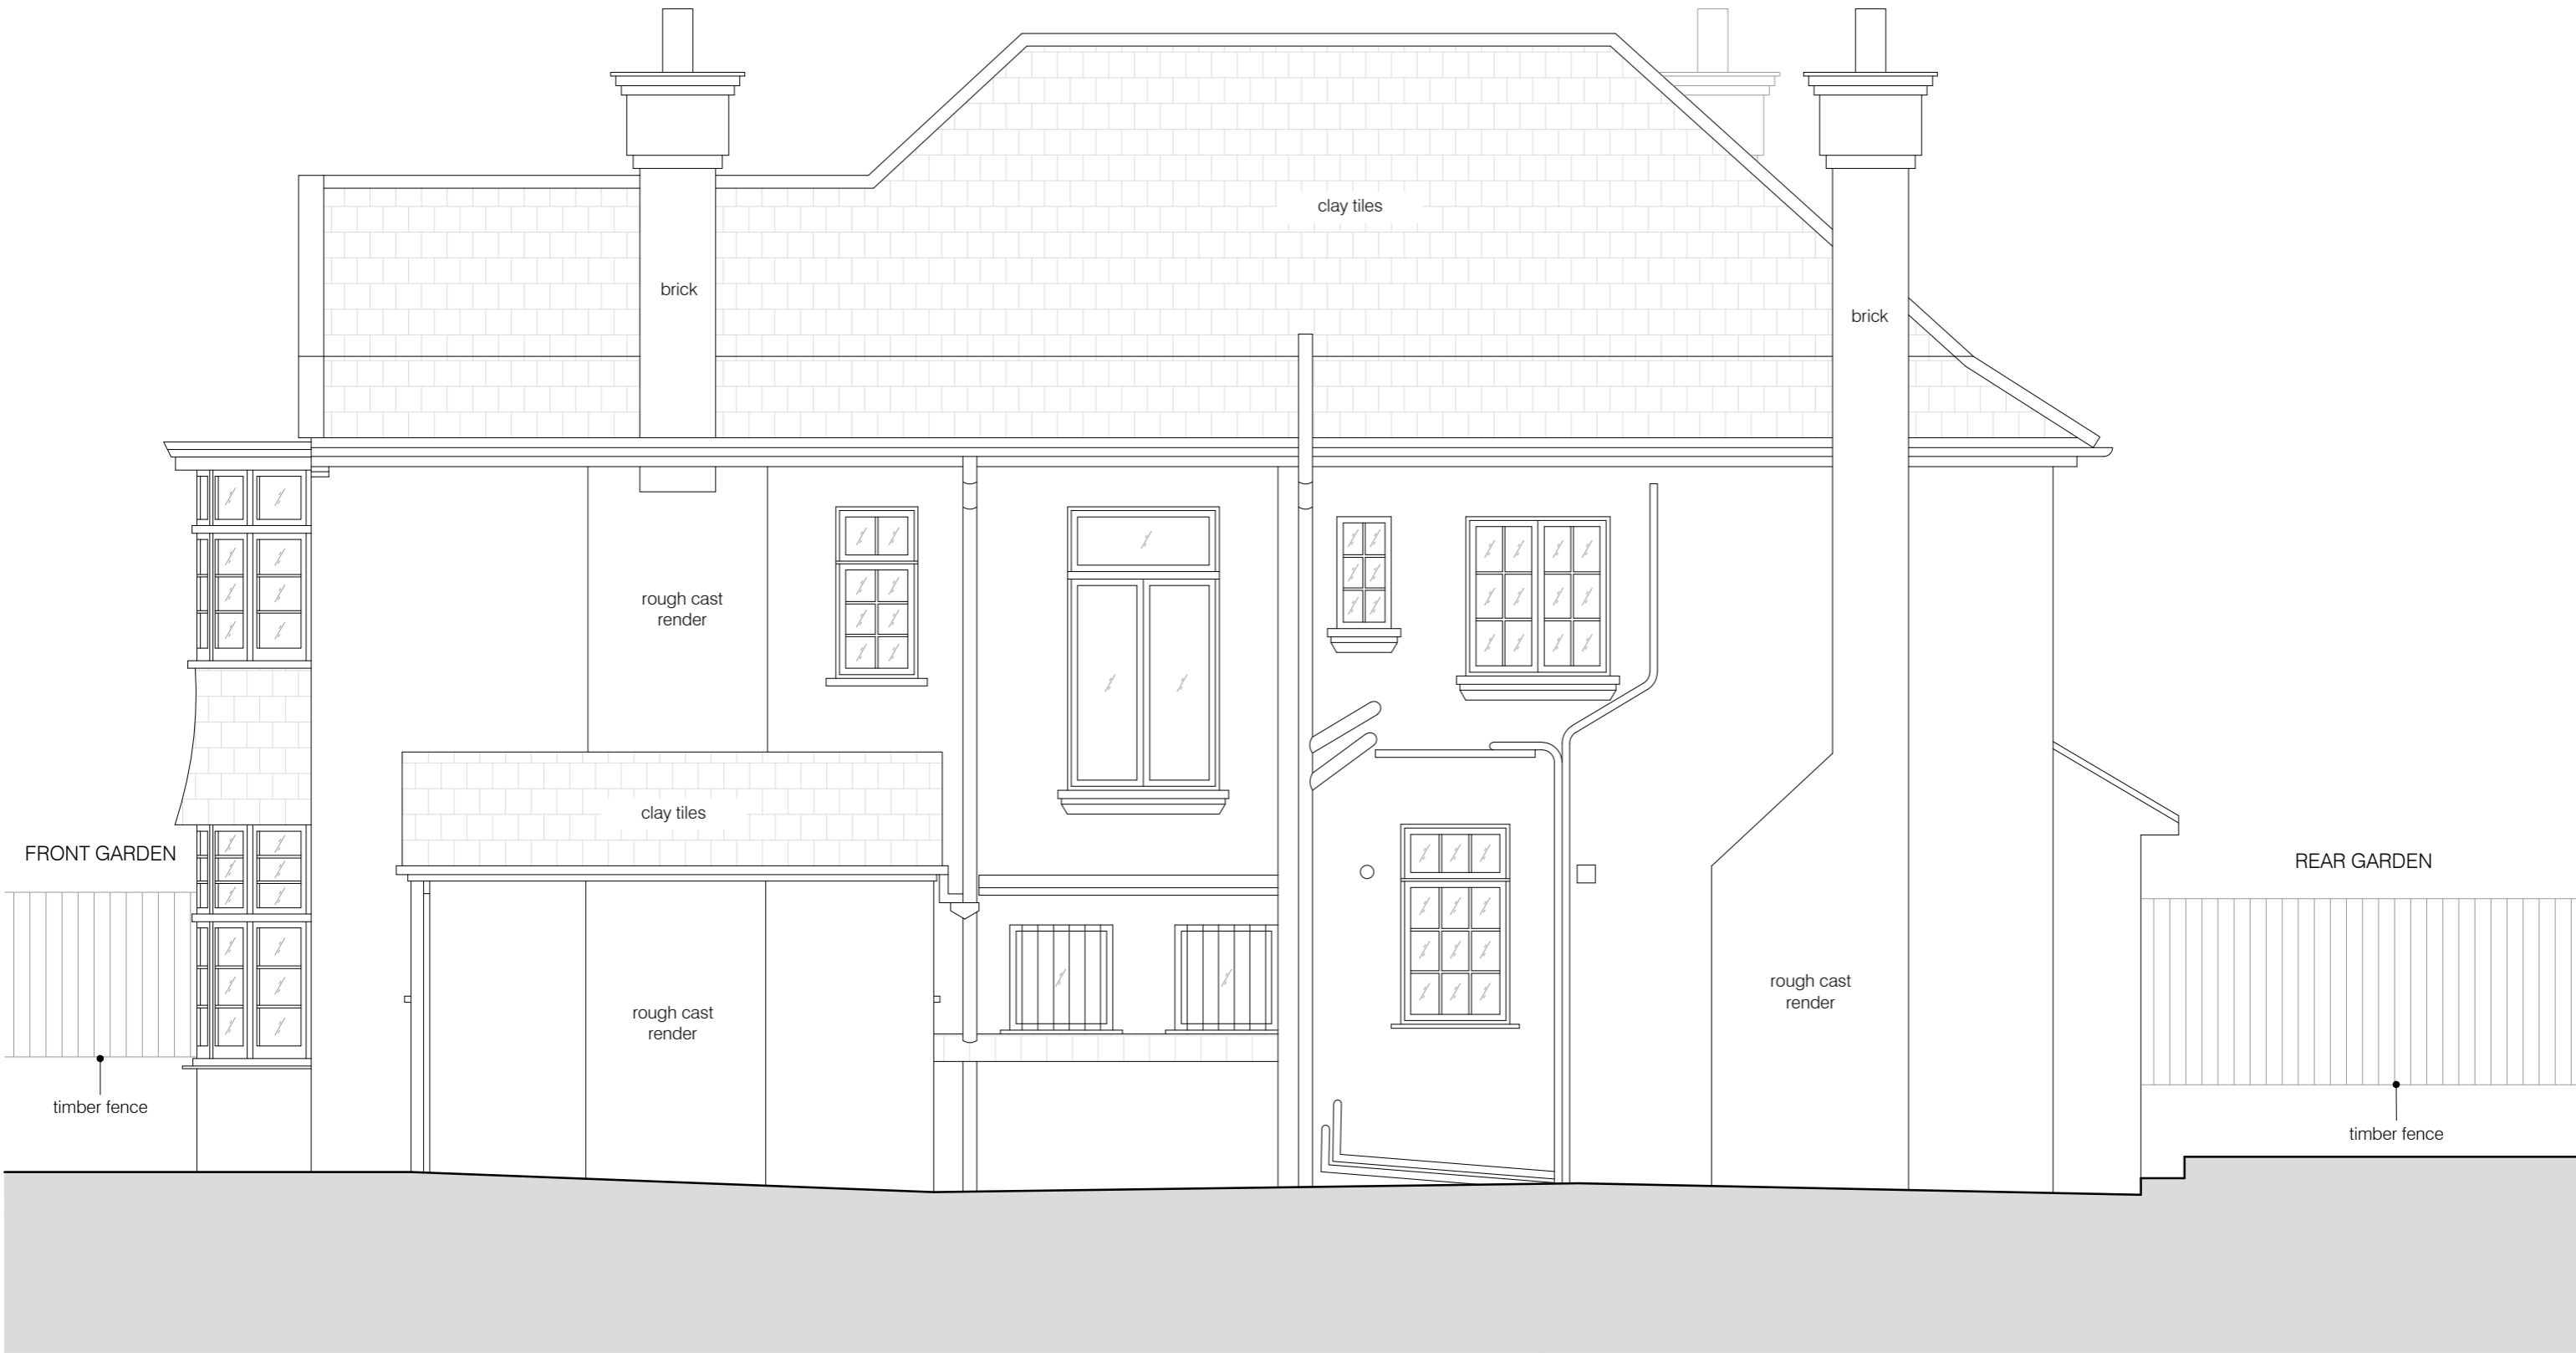 clay tiles
brick
brick
rough cast
render
clay tiles
FRONT GARDEN
REAR GARDEN
rough cast
render
rough cast
render
timber fence
timber fence